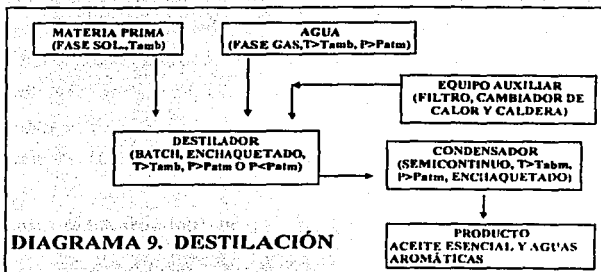 MATERIA PRIMA
(FASE SOL.,Tamb)
AGUA
(FASE GAS,T>Tamb, P>Patm)
EQUIPO AUXILIAR
(FILTRO, CAMBIADOR DE
CALOR Y CALDERA)
DESTILADOR
(BATCH, ENCHAQUETADO,
T>Tamb, P>Patm O P<Patm)
CONDENSADOR
(SEMICONTINUO, T>Tabm,
P>Patm, ENCHAQUETADO)
PRODUCTO
ACEITE ESENCIAL Y AGUAS
AROMÁTICAS
DIAGRAMA 9. DESTILACIÓN